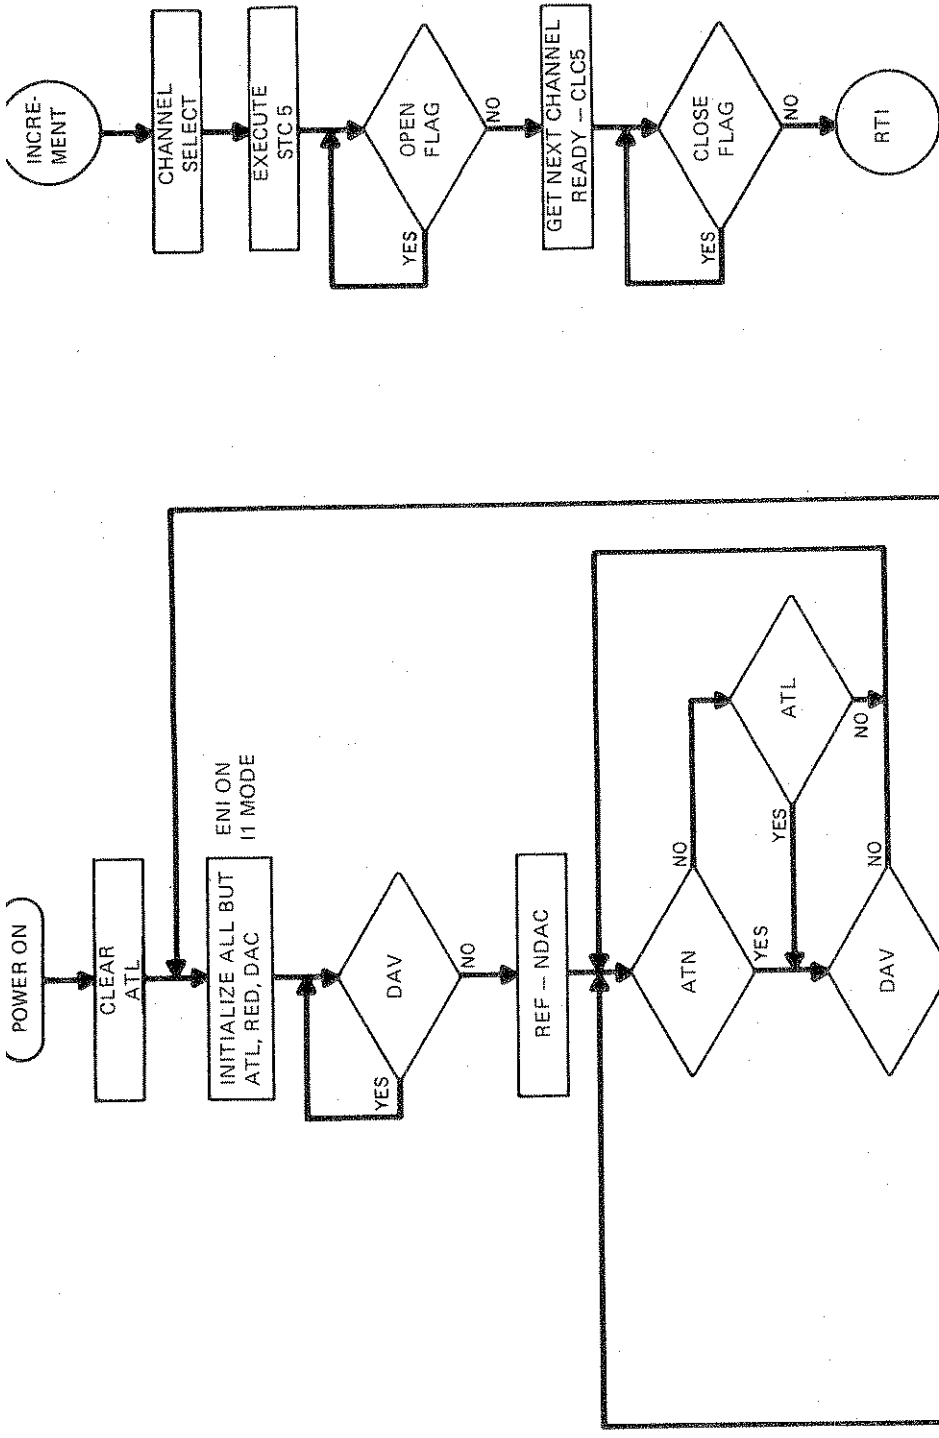 INCRE-
MENT
CHANNEL
SELECT
EXECUTE
STC 5
OPEN
FLAG
YES
NO
GET NEXT CHANNEL
READY – CLC5
CLOSE
FLAG
YES
NO
RTI
POWER ON
CLEAR
ATL
INITIALIZE ALL BUT
ATL, RED, DAC
ENI ON
I1 MODE
DAV
YES
NO
REF – NDAC
ATN
NO
YES
ATL
YES
NO
DAV
NO